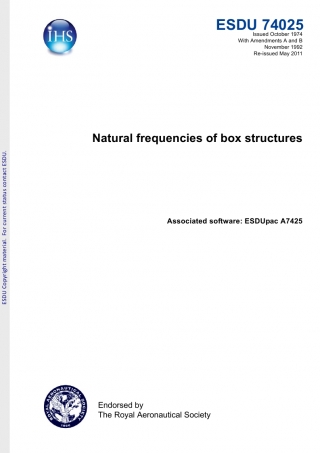 IHS
ESDU 74025
Issued October 1974
With Amendments A and B
November 1992
Re-issued May 2011
Natural frequencies of box structures
Associated software: ESDUpac A7425
ESDU Copyright material. For current status contact ESDU.
Endorsed by
The Royal Aeronautical Society